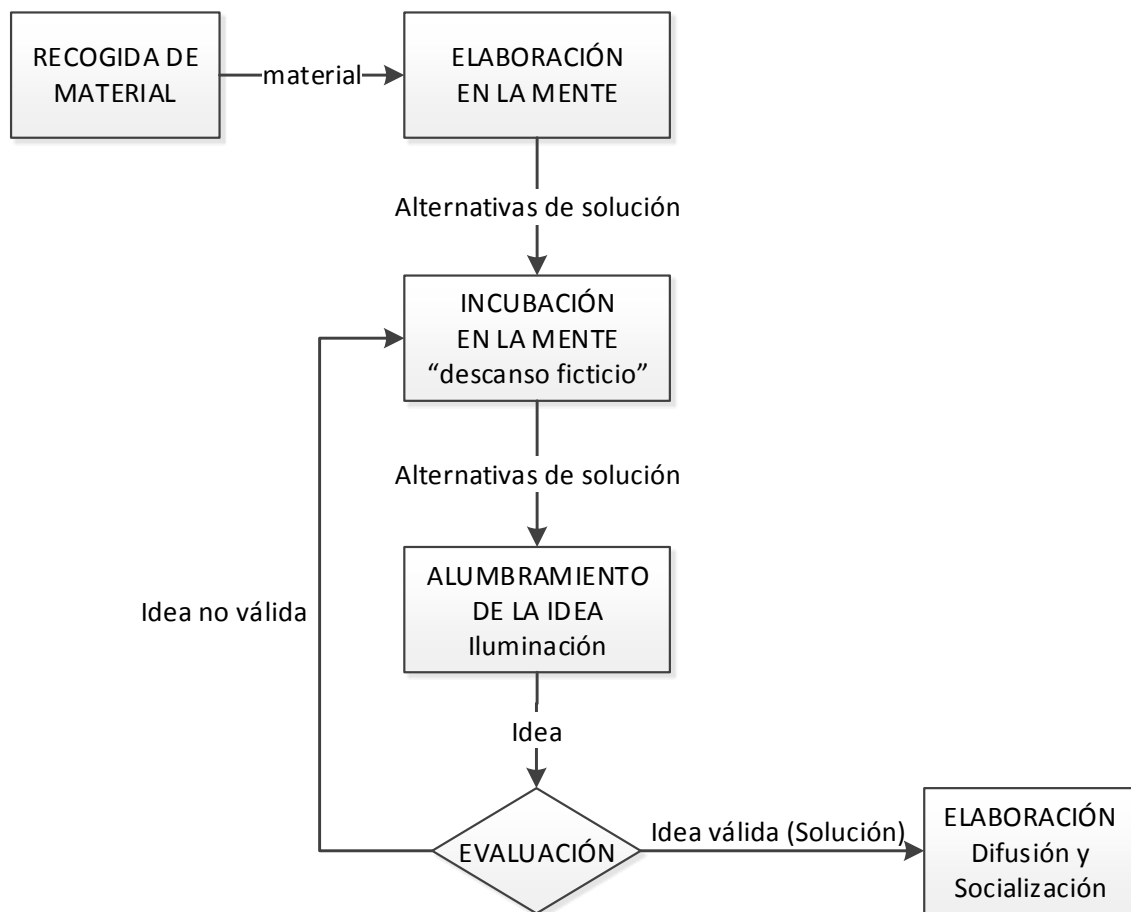 RECOGIDA DE
MATERIAL
material
ELABORACIÓN
EN LA MENTE
Alternativas de solución
INCUBACIÓN
EN LA MENTE
“descanso ficticio”
Alternativas de solución
ALUMBRAMIENTO
DE LA IDEA
Iluminación
Idea no válida
Idea
EVALUACIÓN
Idea válida (Solución)
ELABORACIÓN
Difusión y
Socialización